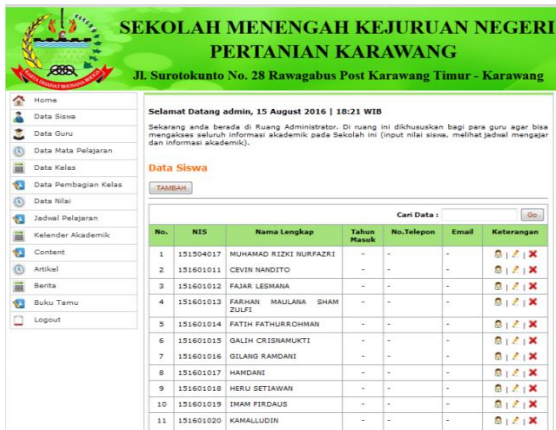 SEKOLAH MENENGAH KEJURUAN NEGERI
PERTANIAN KARAWANG
Jl. Surotokunto No. 28 Rawagabus Post Karawang Timur - Karawang
Home
Data Siswa
Data Guru
Data Mata Pelajaran
Data Kelas
Data Pembagian Kelas
Data Nilai
Jadwal Pelajaran
Kelender Akademik
Content
Artikel
Berita
Buku Tamu
Logout
Selamat Datang admin, 15 August 2016 | 18:21 WIB
Sekarang anda berada di Ruang Administrator. Di ruang ini dikhususkan bagi para guru agar bisa
mengakses seluruh informasi akademik pada Sekolah ini (input nilai siswa, melihat jadwal mengajar
dan informasi akademik).
Data Siswa
TAMBAH
Cari Data : Go
No. NIS Nama Lengkap Tahun Masuk No.Telepon Email Keterangan
1 151504017 MUHAMAD RIZKI NURFAZRI - - - | |
2 151601011 CEVIN NANDITO - - - | |
3 151601012 FAJAR LESMANA - - - | |
4 151601013 FARHAN MAULANA SHAM ZULFI - - - | |
5 151601014 FATIH FATHURROHMAN - - - | |
6 151601015 GALIH CRISNAMUKTI - - - | |
7 151601016 GILANG RAMDANI - - - | |
8 151601017 HAMDANI - - - | |
9 151601018 HERU SETIAWAN - - - | |
10 151601019 IMAM FIRDAUS - - - | |
11 151601020 KAMALLUDIN - - - | |